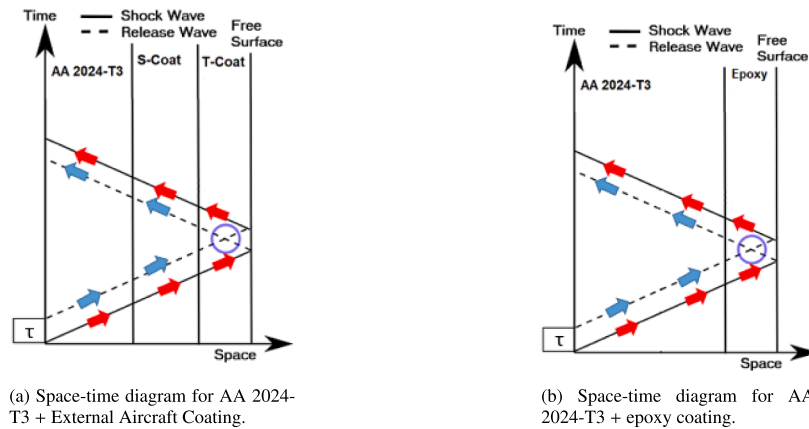 Time
Shock Wave
Release Wave
Free
Surface
AA 2024-T3
S-Coat
T-Coat
τ
Space
(a) Space-time diagram for AA 2024-
T3 + External Aircraft Coating.
Time
Shock Wave
Release Wave
Free
Surface
AA 2024-T3
Epoxy
τ
Space
(b) Space-time diagram for AA
2024-T3 + epoxy coating.